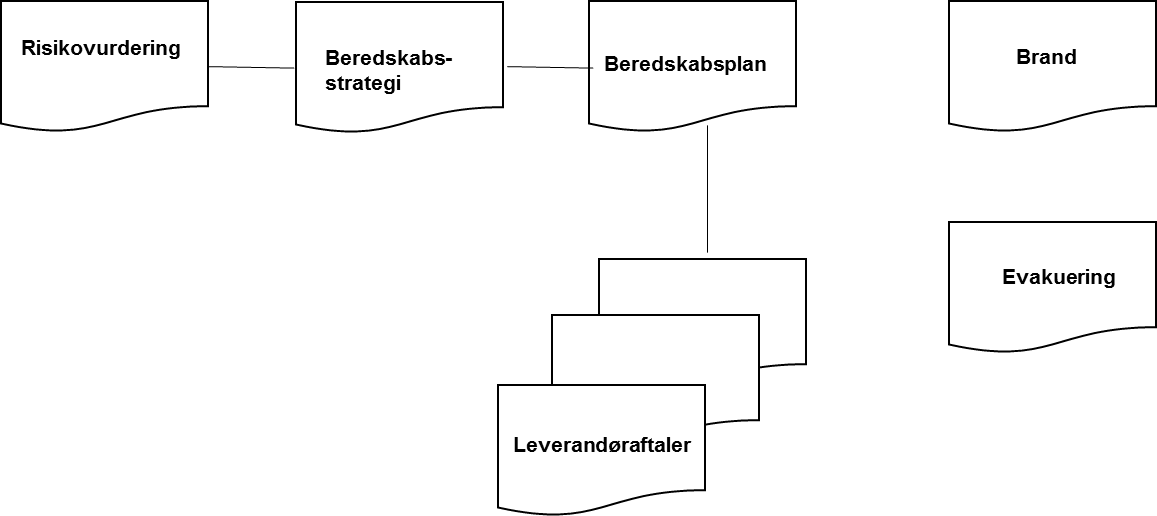 Risikovurdering
Beredskabs-
strategi
Beredskabsplan
Brand
Evakuering
Leverandøraftaler